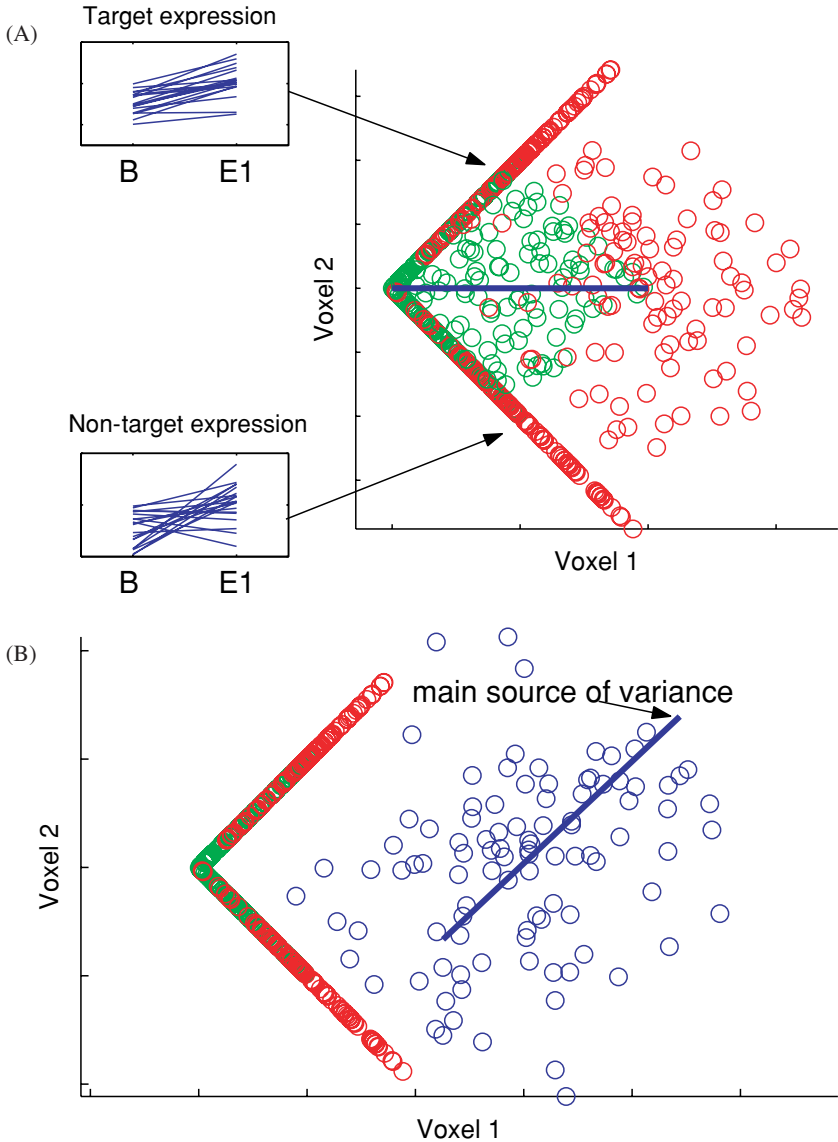 (A)
Target expression
B E1
Voxel 2
Non-target expression
B E1
Voxel 1
(B)
main source of variance
Voxel 2
Voxel 1